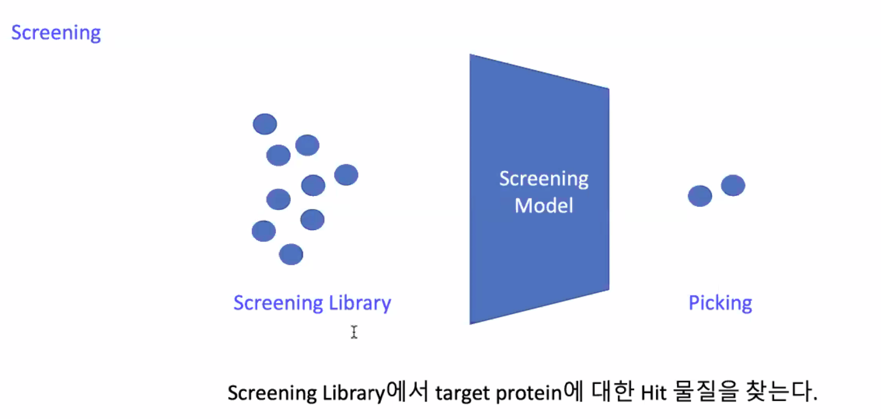 Screening
Screening
Model
Screening Library
Picking
Screening Library에서 target protein에 대한 Hit 물질을 찾는다.